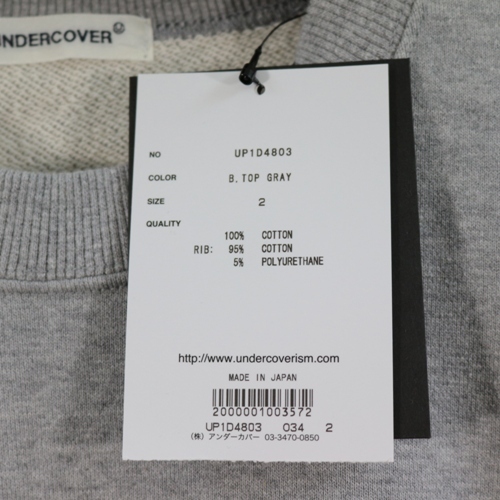 UNDERCOVER
NO UP1D4803
COLOR B.TOP GRAY
SIZE 2
QUALITY
100% COTTON
RIB: 95% COTTON
5% POLYURETHANE
http://www.undercoverism.com
MADE IN JAPAN
2000001003572
UP1D4803 034 2
(株) アンダーカバー 03-3470-0850